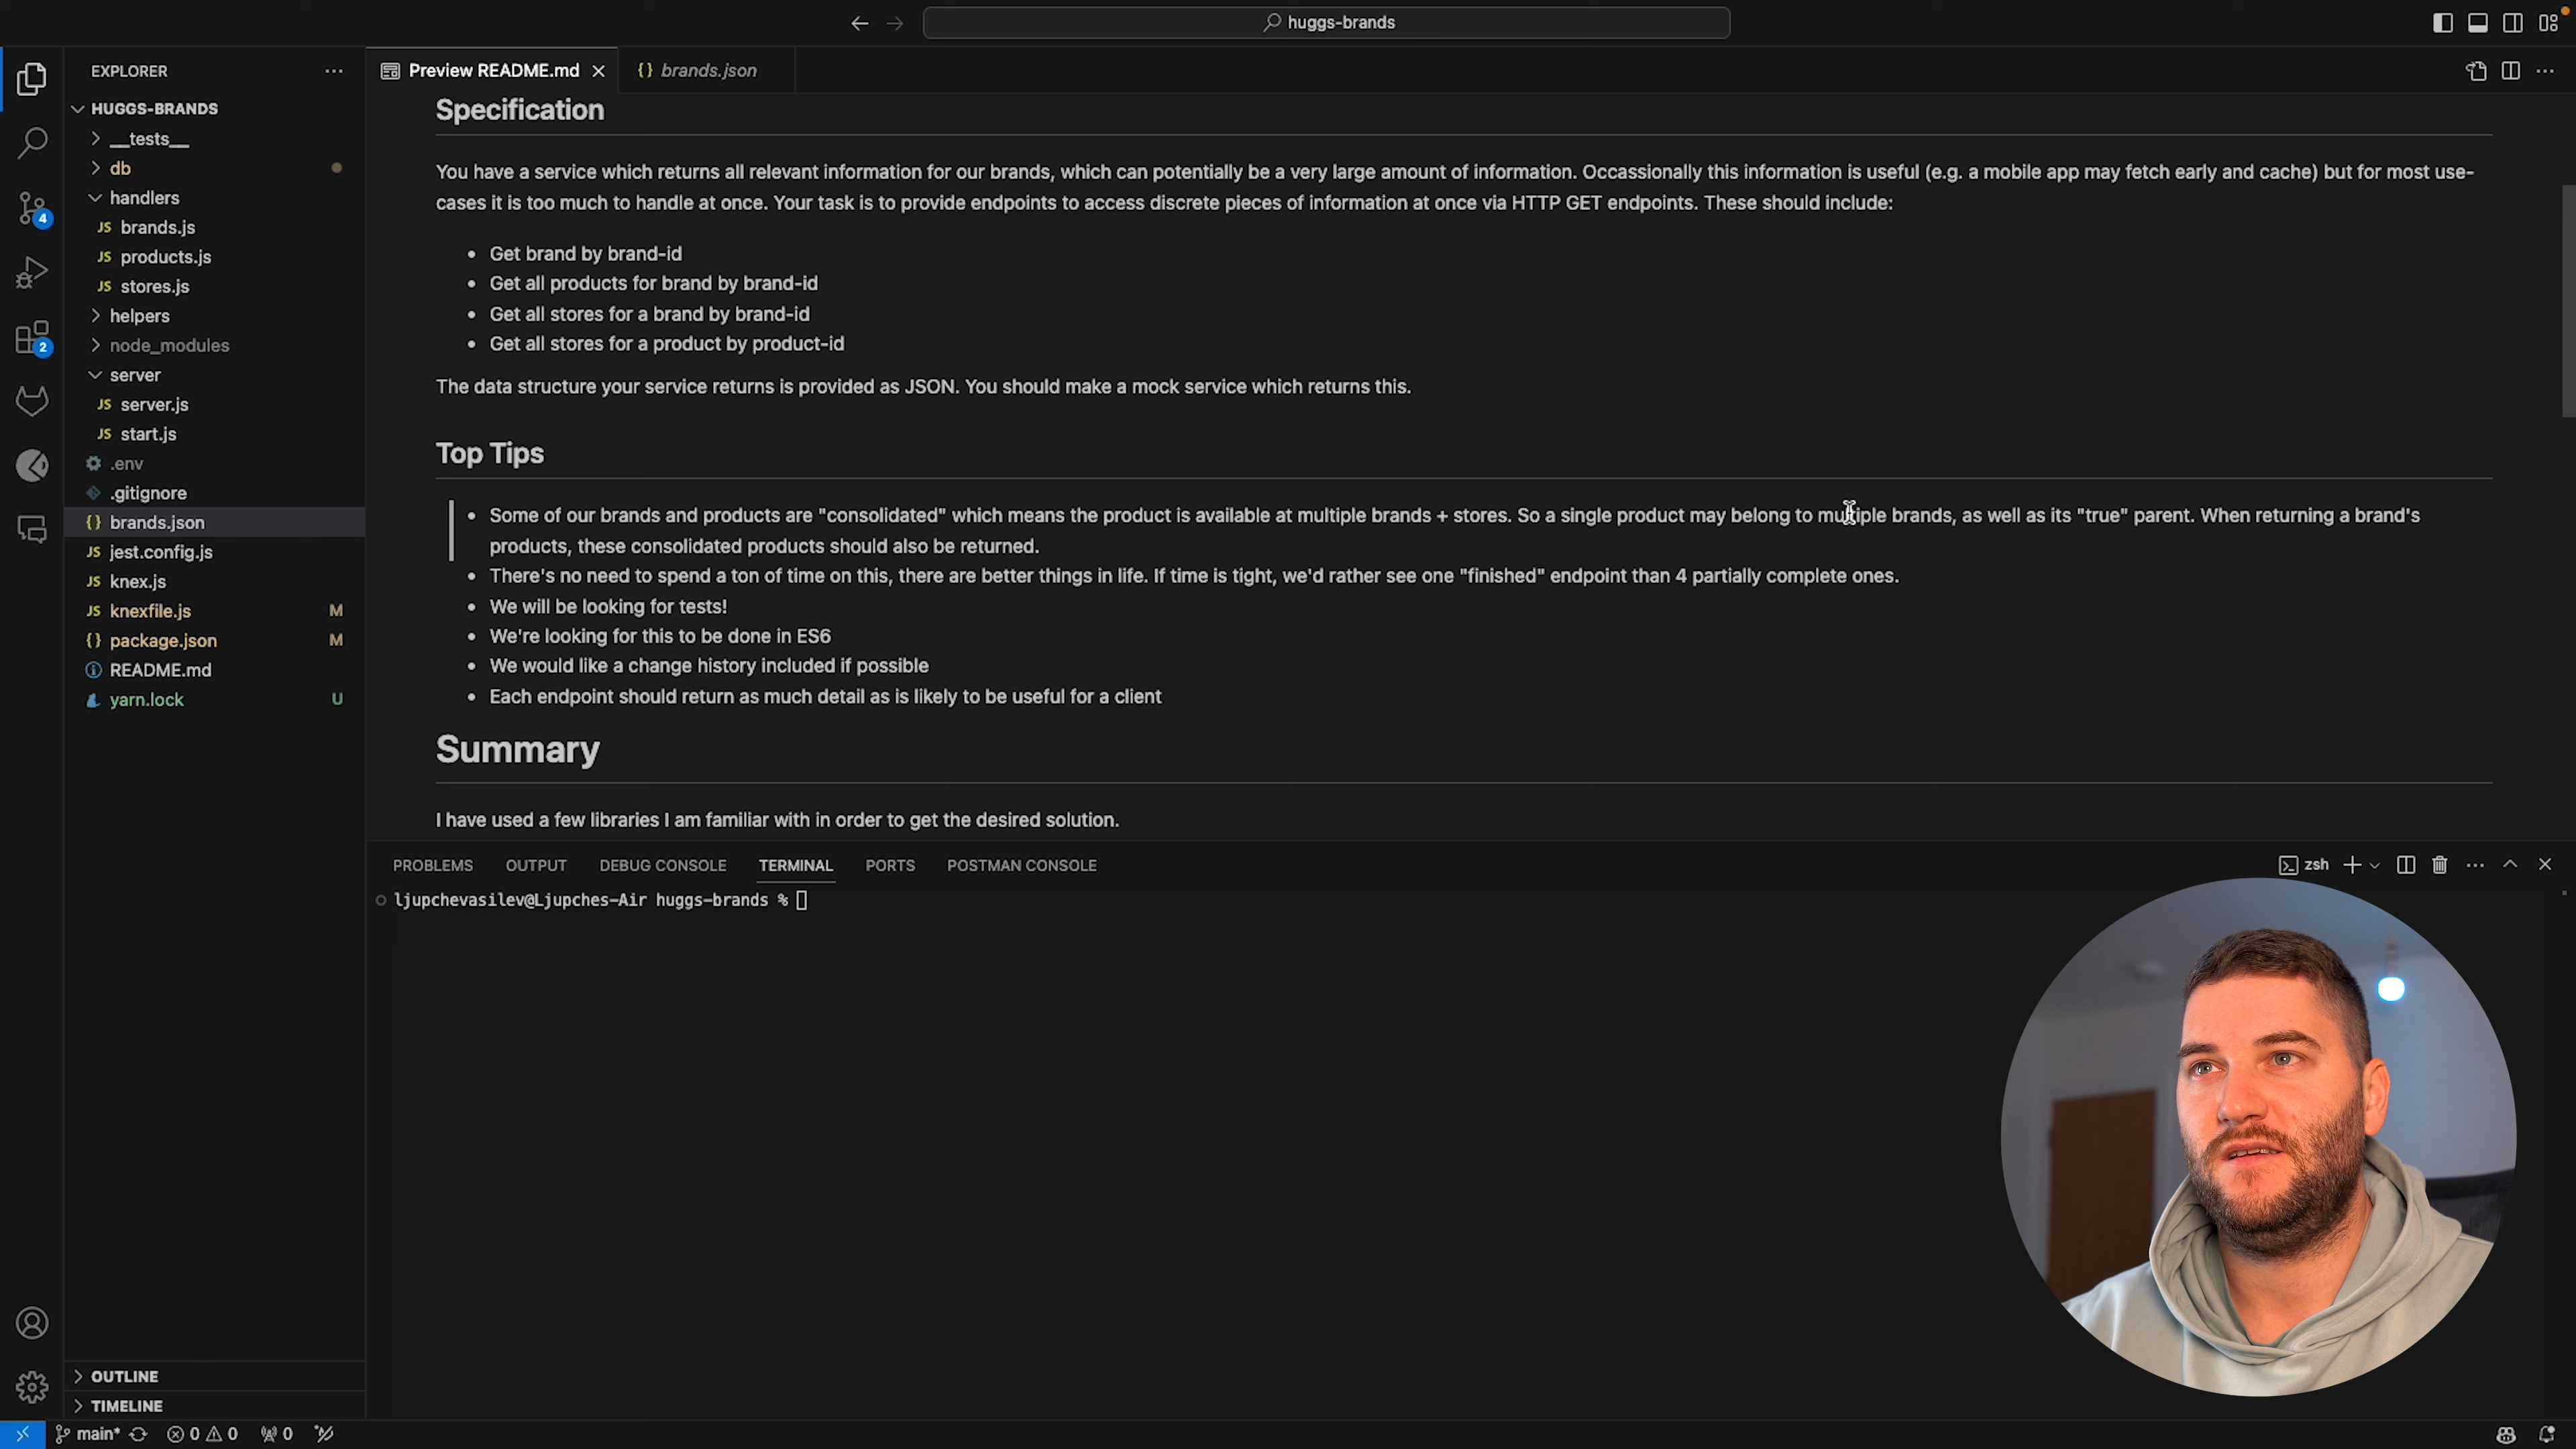 huggs-brands
EXPLORER
HUGGS-BRANDS
__tests__
db
handlers
JS brands.js
JS products.js
JS stores.js
helpers
node_modules
server
JS server.js
JS start.js
.env
.gitignore
{} brands.json
JS jest.config.js
JS knex.js
JS knexfile.js M
{} package.json M
README.md
yarn.lock U
OUTLINE
TIMELINE
4
2
Preview README.md
{} brands.json
Specification
You have a service which returns all relevant information for our brands, which can potentially be a very large amount of information. Occassionally this information is useful (e.g. a mobile app may fetch early and cache) but for most use-
cases it is too much to handle at once. Your task is to provide endpoints to access discrete pieces of information at once via HTTP GET endpoints. These should include:
• Get brand by brand-id
• Get all products for brand by brand-id
• Get all stores for a brand by brand-id
• Get all stores for a product by product-id
The data structure your service returns is provided as JSON. You should make a mock service which returns this.
Top Tips
• Some of our brands and products are "consolidated" which means the product is available at multiple brands + stores. So a single product may belong to multiple brands, as well as its "true" parent. When returning a brand's
products, these consolidated products should also be returned.
• There's no need to spend a ton of time on this, there are better things in life. If time is tight, we'd rather see one "finished" endpoint than 4 partially complete ones.
• We will be looking for tests!
• We're looking for this to be done in ES6
• We would like a change history included if possible
• Each endpoint should return as much detail as is likely to be useful for a client
Summary
I have used a few libraries I am familiar with in order to get the desired solution.
PROBLEMS OUTPUT DEBUG CONSOLE TERMINAL PORTS POSTMAN CONSOLE
zsh
ljupchevasilev@Ljupches-Air huggs-brands %
main* 0 0 0